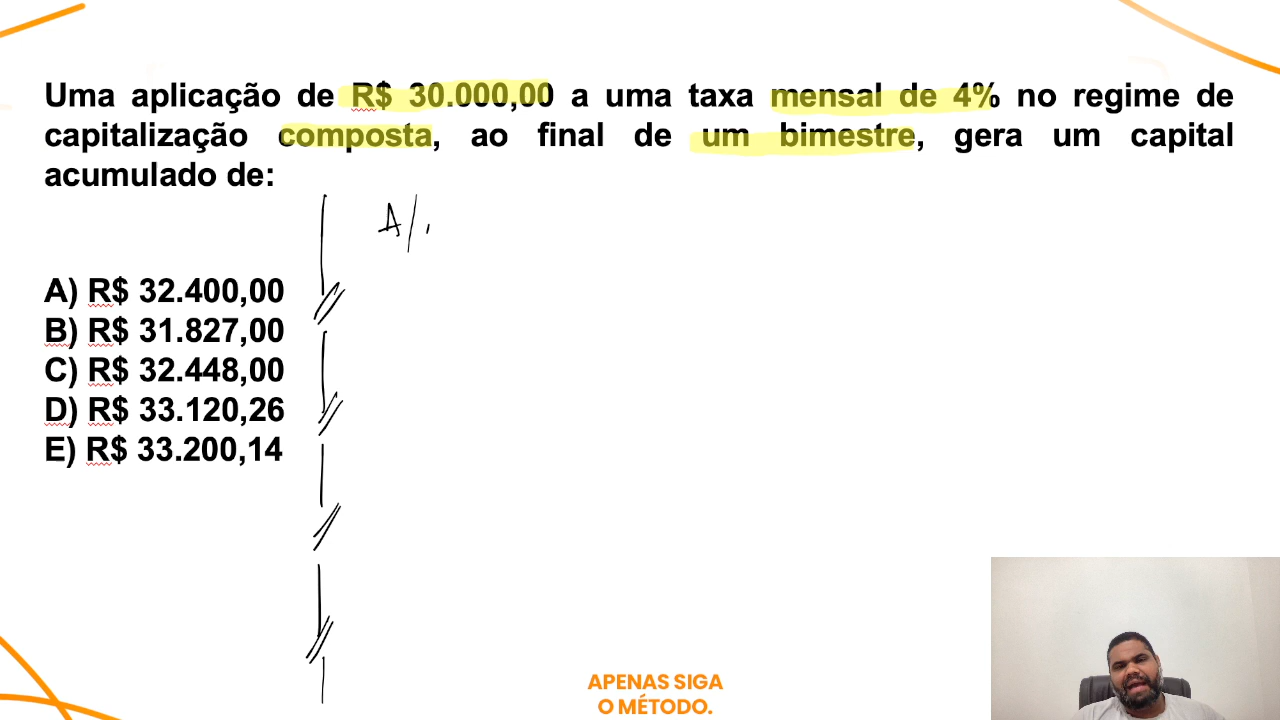 Uma aplicação de R$ 30.000,00 a uma taxa mensal de 4% no regime de
capitalização composta, ao final de um bimestre, gera um capital
acumulado de:
A/.
A) R$ 32.400,00
B) R$ 31.827,00
C) R$ 32.448,00
D) R$ 33.120,26
E) R$ 33.200,14
APENAS SIGA
O MÉTODO.